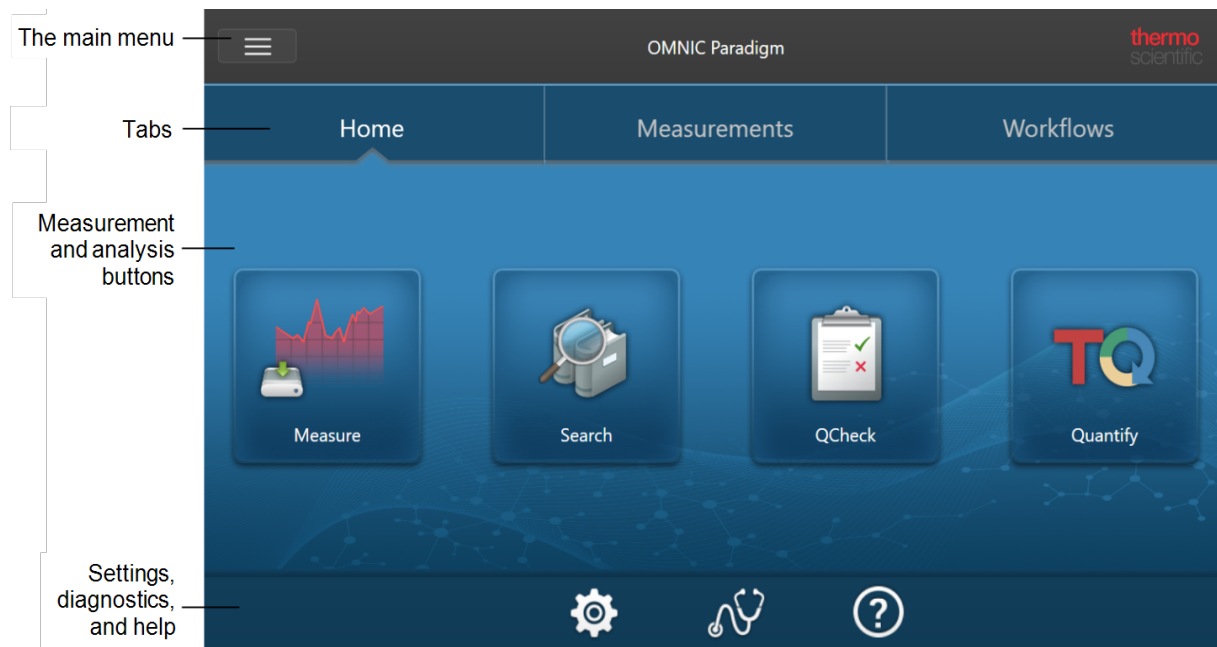 The main menu
OMNIC Paradigm
thermo
scientific
Tabs
Home
Measurements
Workflows
Measurement
and analysis
buttons
Measure
Search
QCheck
TQ
Quantify
Settings,
diagnostics,
and help
?